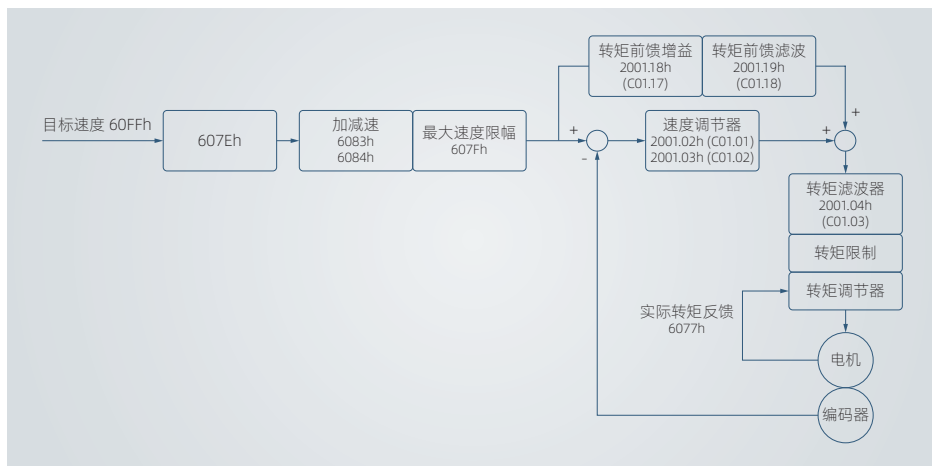 转矩前馈增益
2001.18h
(C01.17)
转矩前馈滤波
2001.19h
(C01.18)
目标速度 60FFh
607Eh
加减速
6083h
6084h
最大速度限幅
607Fh
+
-
速度调节器
2001.02h (C01.01)
2001.03h (C01.02)
+
+
转矩滤波器
2001.04h
(C01.03)
转矩限制
转矩调节器
实际转矩反馈
6077h
电机
编码器